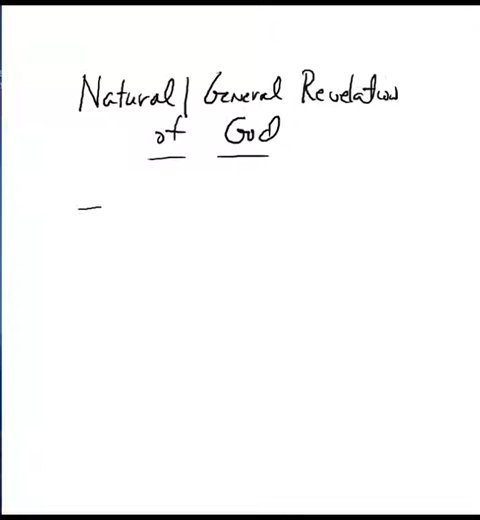 Natural/General Revelation
of God
—